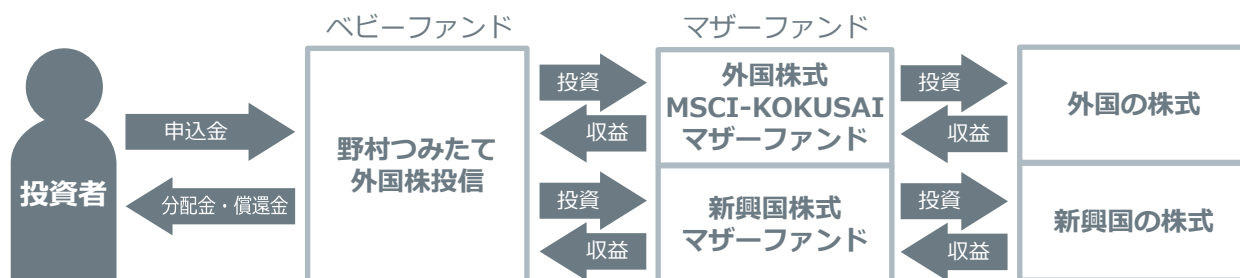 ベビーファンド
マザーファンド
投資者
申込金
分配金・償還金
野村つみたて
外国株投信
投資
収益
投資
収益
外国株式
MSCI-KOKUSAI
マザーファンド
新興国株式
マザーファンド
投資
収益
投資
収益
外国の株式
新興国の株式